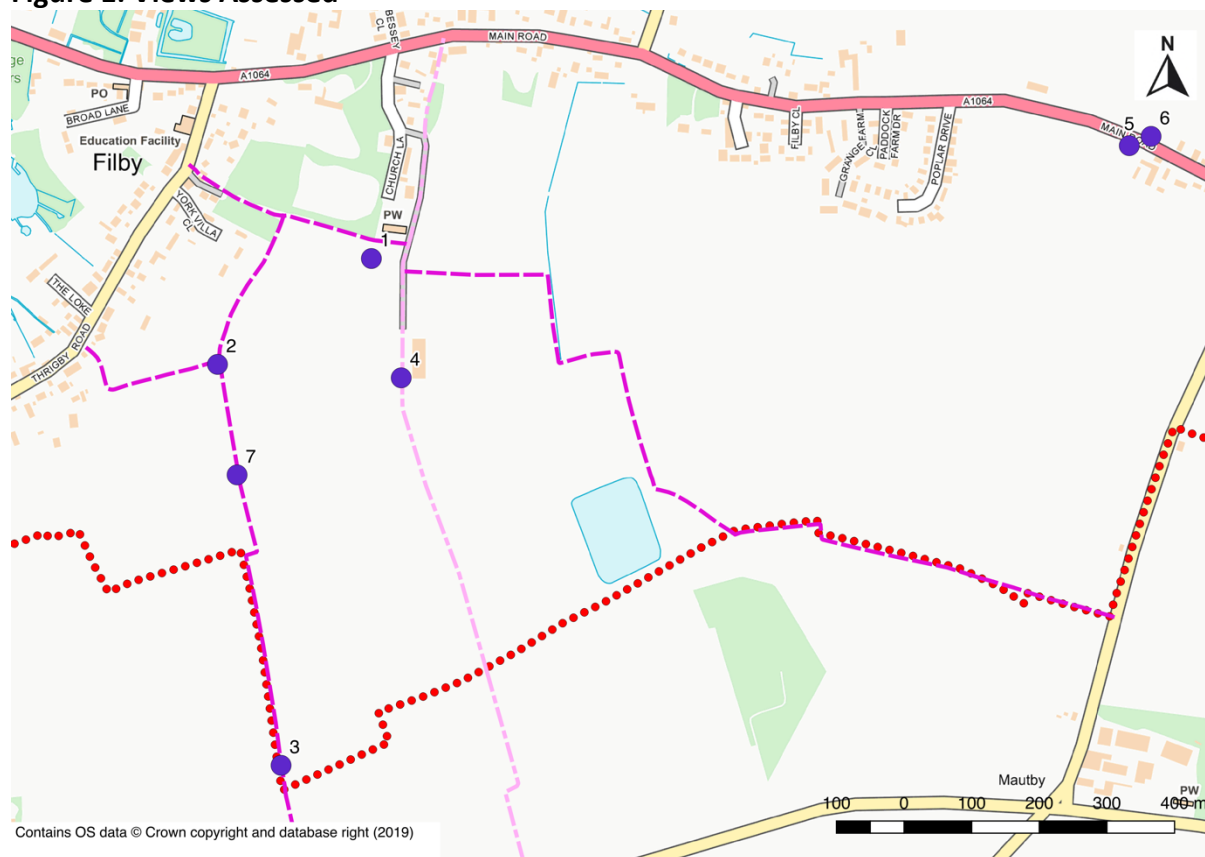 Figure 2: Views Assessed
BESSEY
CL
MAIN ROAD
N
A1064
PO
BROAD LANE
Education Facility
Filby
CHURCH LA
PW
YORK VILLA
CL
THE LOKE
THRIGBY ROAD
FILBY CL
GRANGE FARM
CL
PADDOCK
FARM DR
POPLAR DRIVE
A1064
MAIN ROAD
5
6
1
2
4
7
3
Mautby
PW
100 0 100 200 300 400 m
Contains OS data © Crown copyright and database right (2019)